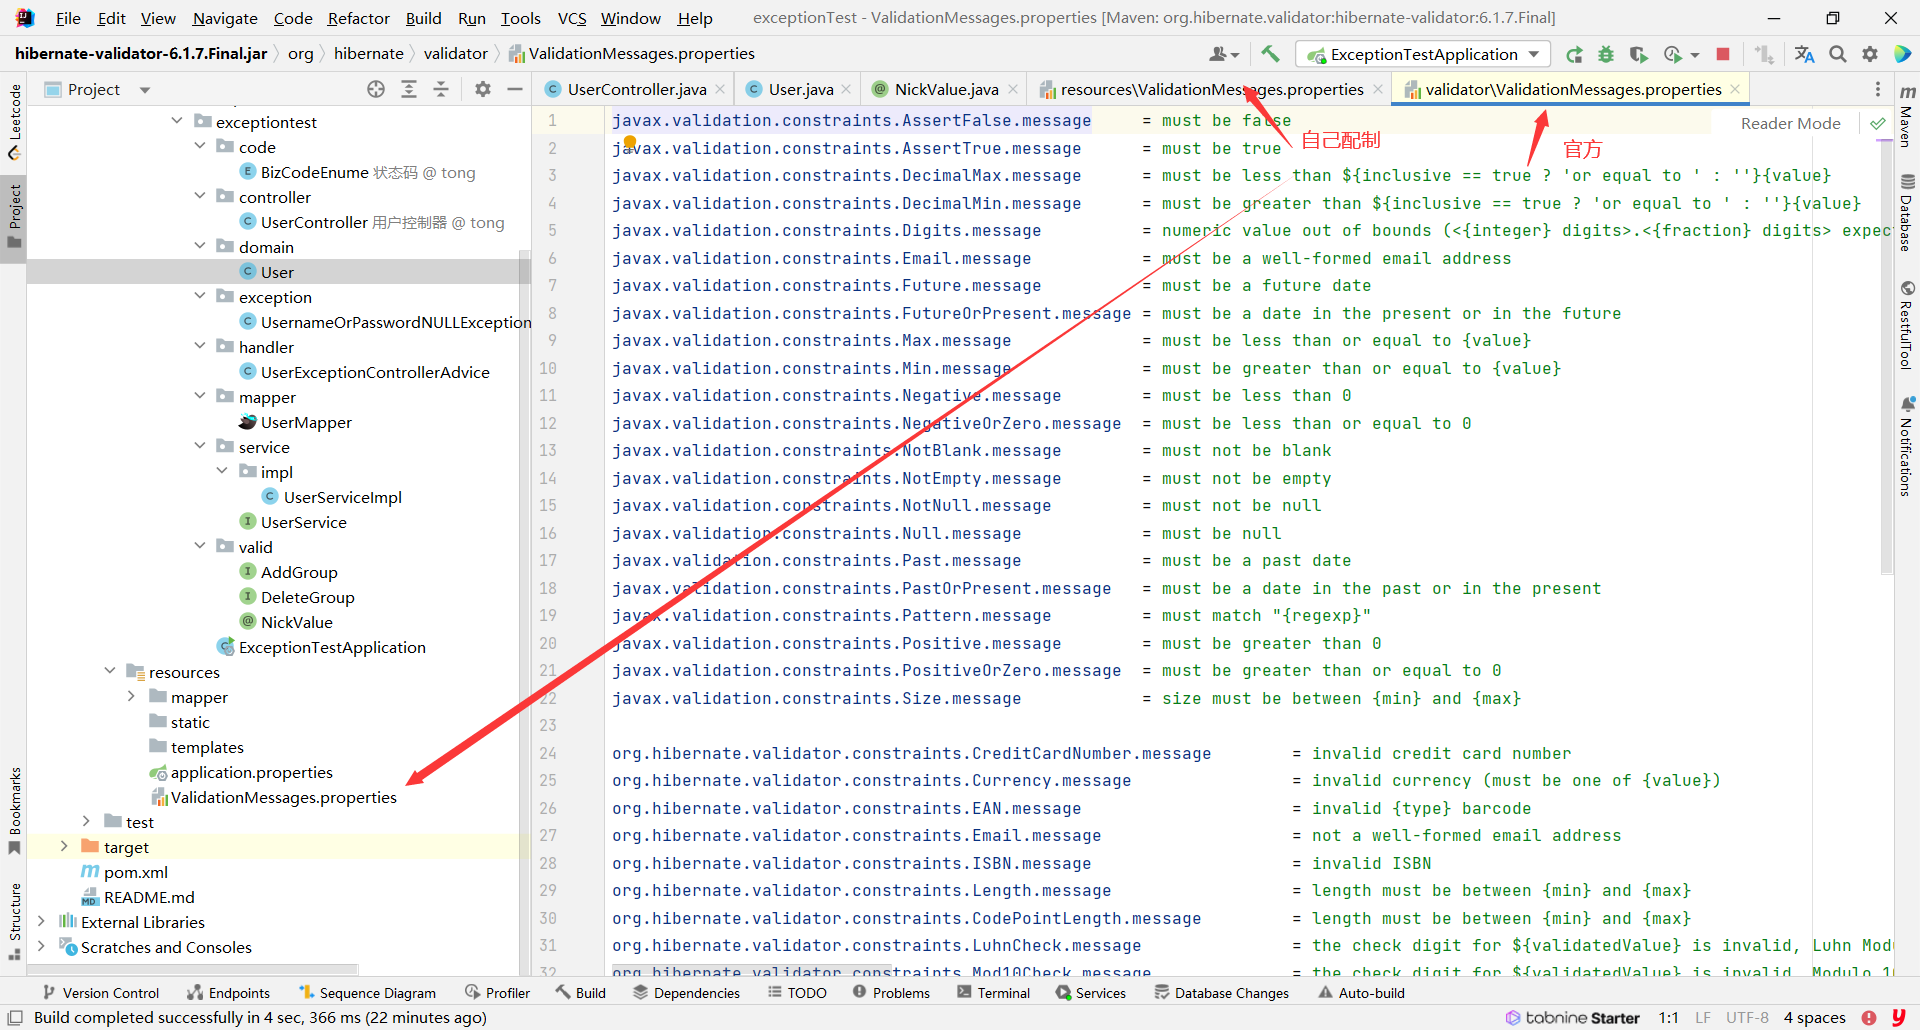 File Edit View Navigate Code Refactor Build Run Tools VCS Window Help exceptionTest - ValidationMessages.properties [Maven: org.hibernate.validator:hibernate-validator:6.1.7.Final]
hibernate-validator-6.1.7.Final.jar org hibernate validator ValidationMessages.properties ExceptionTestApplication
Project UserController.java User.java NickValue.java resources\ValidationMessages.properties validator\ValidationMessages.properties
Leetcode
Project
Bookmarks
Structure
exceptiontest
code
BizCodeEnume 状态码 @ tong
controller
UserController 用户控制器 @ tong
domain
User
exception
UsernameOrPasswordNULLException
handler
UserExceptionControllerAdvice
mapper
UserMapper
service
impl
UserServiceImpl
UserService
valid
AddGroup
DeleteGroup
NickValue
ExceptionTestApplication
resources
mapper
static
templates
application.properties
ValidationMessages.properties
test
target
pom.xml
README.md
External Libraries
Scratches and Consoles
Reader Mode
自己配制
官方
1 javax.validation.constraints.AssertFalse.message = must be false
2 javax.validation.constraints.AssertTrue.message = must be true
3 javax.validation.constraints.DecimalMax.message = must be less than ${inclusive == true ? 'or equal to ' : ''}{value}
4 javax.validation.constraints.DecimalMin.message = must be greater than ${inclusive == true ? 'or equal to ' : ''}{value}
5 javax.validation.constraints.Digits.message = numeric value out of bounds (<{integer} digits>.<{fraction} digits> expec
6 javax.validation.constraints.Email.message = must be a well-formed email address
7 javax.validation.constraints.Future.message = must be a future date
8 javax.validation.constraints.FutureOrPresent.message = must be a date in the present or in the future
9 javax.validation.constraints.Max.message = must be less than or equal to {value}
10 javax.validation.constraints.Min.message = must be greater than or equal to {value}
11 javax.validation.constraints.Negative.message = must be less than 0
12 javax.validation.constraints.NegativeOrZero.message = must be less than or equal to 0
13 javax.validation.constraints.NotBlank.message = must not be blank
14 javax.validation.constraints.NotEmpty.message = must not be empty
15 javax.validation.constraints.NotNull.message = must not be null
16 javax.validation.constraints.Null.message = must be null
17 javax.validation.constraints.Past.message = must be a past date
18 javax.validation.constraints.PastOrPresent.message = must be a date in the past or in the present
19 javax.validation.constraints.Pattern.message = must match "{regexp}"
20 javax.validation.constraints.Positive.message = must be greater than 0
21 javax.validation.constraints.PositiveOrZero.message = must be greater than or equal to 0
22 javax.validation.constraints.Size.message = size must be between {min} and {max}
23
24 org.hibernate.validator.constraints.CreditCardNumber.message = invalid credit card number
25 org.hibernate.validator.constraints.Currency.message = invalid currency (must be one of {value})
26 org.hibernate.validator.constraints.EAN.message = invalid {type} barcode
27 org.hibernate.validator.constraints.Email.message = not a well-formed email address
28 org.hibernate.validator.constraints.ISBN.message = invalid ISBN
29 org.hibernate.validator.constraints.Length.message = length must be between {min} and {max}
30 org.hibernate.validator.constraints.CodePointLength.message = length must be between {min} and {max}
31 org.hibernate.validator.constraints.LuhnCheck.message = the check digit for ${validatedValue} is invalid, Luhn Modu
32 org.hibernate.validator.constraints.Mod10Check.message = the check digit for ${validatedValue} is invalid, Modulo 1
Maven
Database
RestfulTool
Notifications
Version Control Endpoints Sequence Diagram Profiler Build Dependencies TODO Problems Terminal Services Database Changes Auto-build
Build completed successfully in 4 sec, 366 ms (22 minutes ago) tabnine Starter 1:1 LF UTF-8 4 spaces